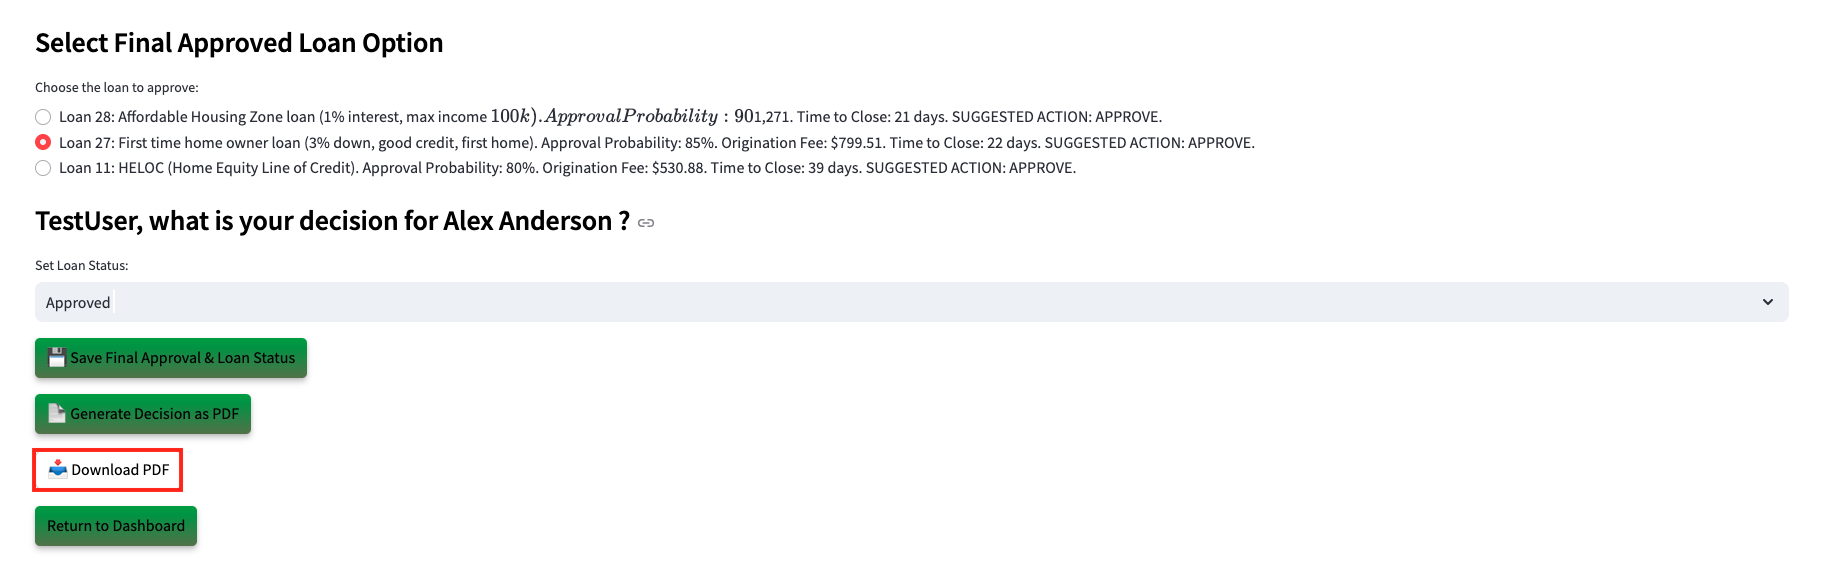 Select Final Approved Loan Option
Choose the loan to approve:
Loan 28: Affordable Housing Zone loan (1% interest, max income 100k).ApprovalProbability:901,271. Time to Close: 21 days. SUGGESTED ACTION: APPROVE.
Loan 27: First time home owner loan (3% down, good credit, first home). Approval Probability: 85%. Origination Fee: $799.51. Time to Close: 22 days. SUGGESTED ACTION: APPROVE.
Loan 11: HELOC (Home Equity Line of Credit). Approval Probability: 80%. Origination Fee: $530.88. Time to Close: 39 days. SUGGESTED ACTION: APPROVE.
TestUser, what is your decision for Alex Anderson ?
Set Loan Status:
Approved
Save Final Approval & Loan Status
Generate Decision as PDF
Download PDF
Return to Dashboard